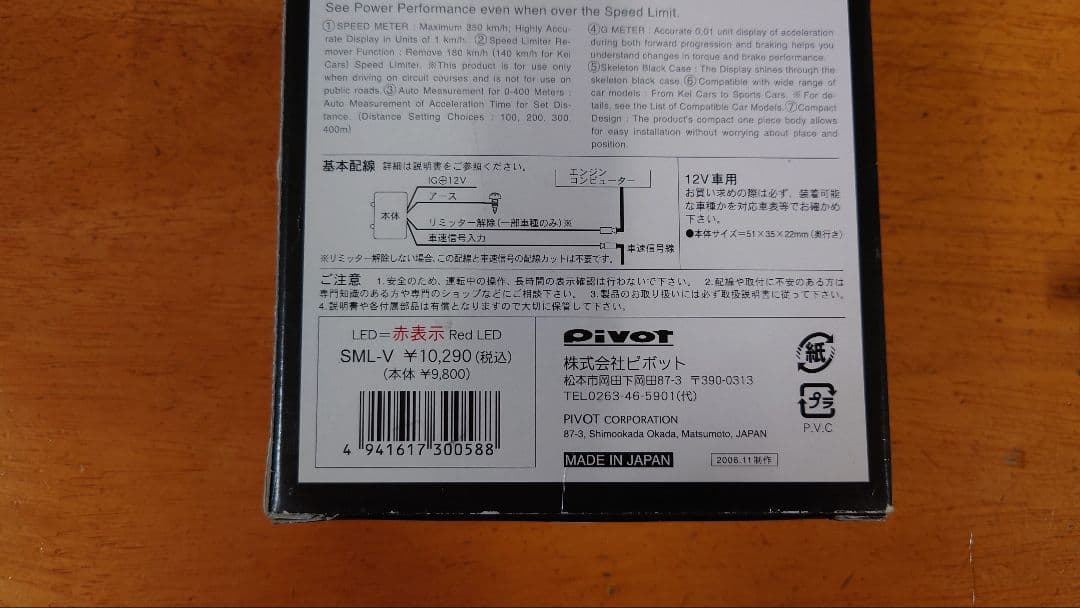 See Power Performance even when over the Speed Limit.
①SPEED METER : Maximum 350 km/h; Highly Accu-
rate Display in Units of 1 km/h. ②Speed Limiter Re-
mover Function : Remove 180 km/h (140 km/h for Kei
Cars) Speed Limiter. ※This product is for use only
when driving on circuit courses and is not for use on
public roads. ③ Auto Measurement for 0-400 Meters :
Auto Measurement of Acceleration Time for Set Dis-
tance. (Distance Setting Choices : 100, 200, 300,
400m)
④G METER : Accurate 0.01 unit display of acceleration
during both forward progression and braking helps you
understand changes in torque and brake performance.
⑤Skeleton Black Case : The Display shines through the
skeleton black case. ⑥Compatible with wide range of
car models : From Kei Cars to Sports Cars. ※For de-
tails, see the List of Compatible Car Models. ⑦Compact
Design : The product's compact one piece body allows
for easy installation without worrying about place and
position.
基本配線 詳細は説明書をご参照ください。
IG⊕12V
アース
本体
リミッター解除(一部車種のみ)※
車速信号入力
エンジン
コンピューター
車速信号線
※リミッター解除しない場合、この配線と車速信号の配線カットは不要です。
12V車用
お買い求めの際は必ず、装着可能
な車種かを対応車表等でお確かめ
下さい。
●本体サイズ=51×35×22mm(奥行き)
ご注意 1.安全のため、運転中の操作、長時間の表示確認は行わないで下さい。 2.配線や取付に不安のある方は
専門知識のある方や専門のショップなどにご相談下さい。 3.製品のお取り扱いには必ず取扱説明書に従って下さい。
4.説明書や各付属部品は有償となりますので大切に保管して下さい。
LED=赤表示 Red LED
SML-V ¥10,290(税込)
(本体 ¥9,800)
4 941617 300588
PIVOT
株式会社ピボット
松本市岡田下岡田87-3 〒390-0313
TEL0263-46-5901(代)
PIVOT CORPORATION
87-3, Shimookada Okada, Matsumoto, JAPAN
MADE IN JAPAN
2006.11制作
紙
プラ
P.V.C